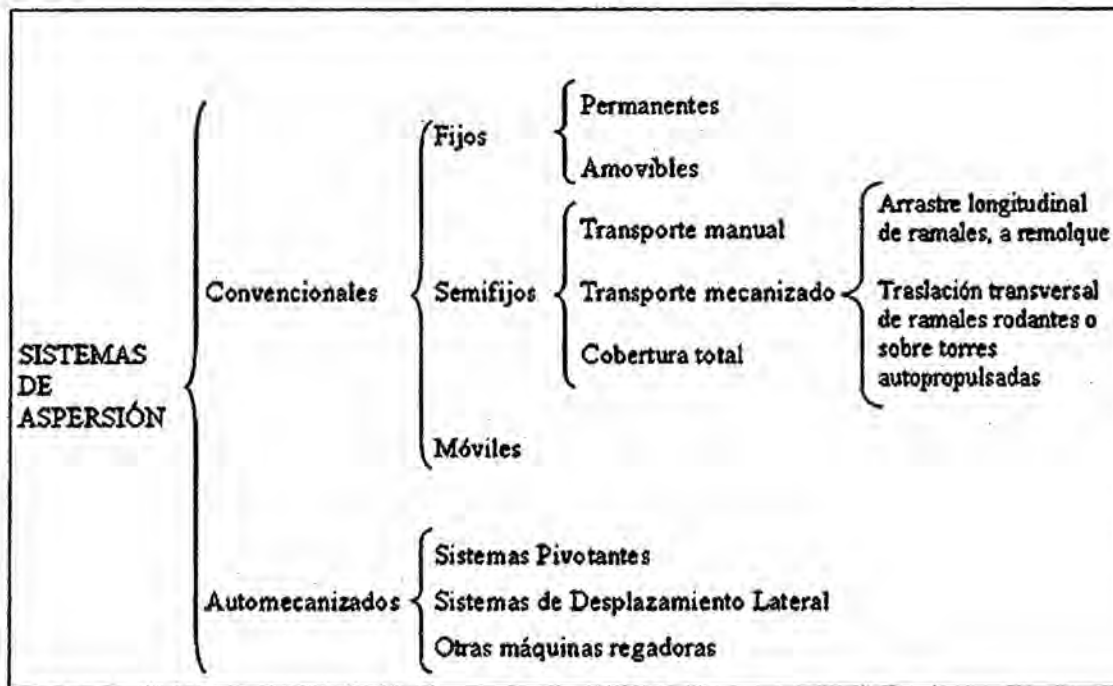 SISTEMAS
DE
ASPERSIÓN
Convencionales
Fijos
Permanentes
Amovibles
Semifijos
Transporte manual
Transporte mecanizado
Arrastre longitudinal
de ramales, a remolque
Traslación transversal
de ramales rodantes o
sobre torres
autopropulsadas
Cobertura total
Móviles
Automecanizados
Sistemas Pivotantes
Sistemas de Desplazamiento Lateral
Otras máquinas regadoras